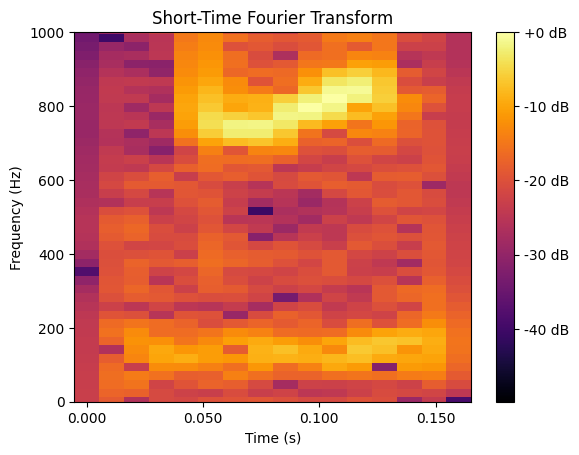 Short-Time Fourier Transform
1000
800
600
400
200
0
Frequency (Hz)
0.000
0.050
0.100
0.150
Time (s)
+0 dB
-10 dB
-20 dB
-30 dB
-40 dB